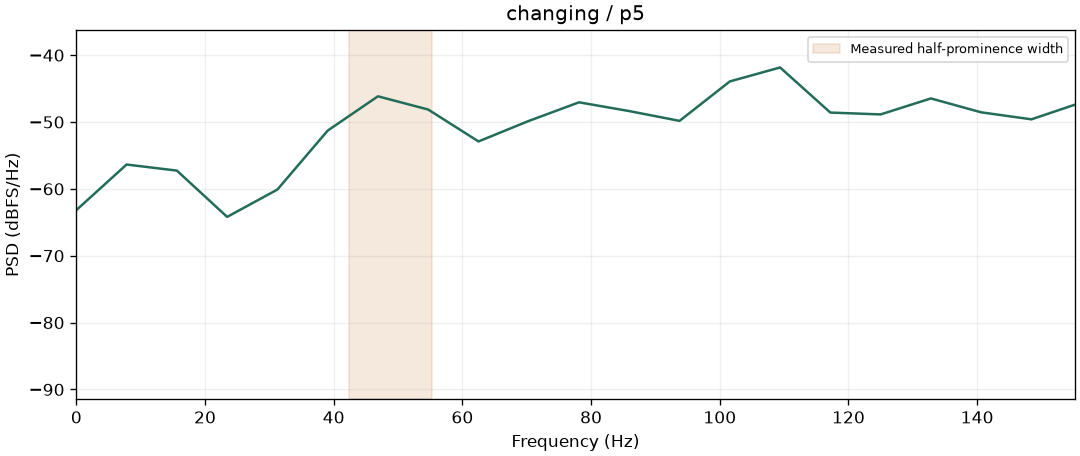 changing / p5
Measured half-prominence width
PSD (dBFS/Hz)
−40
−50
−60
−70
−80
−90
0 20 40 60 80 100 120 140
Frequency (Hz)